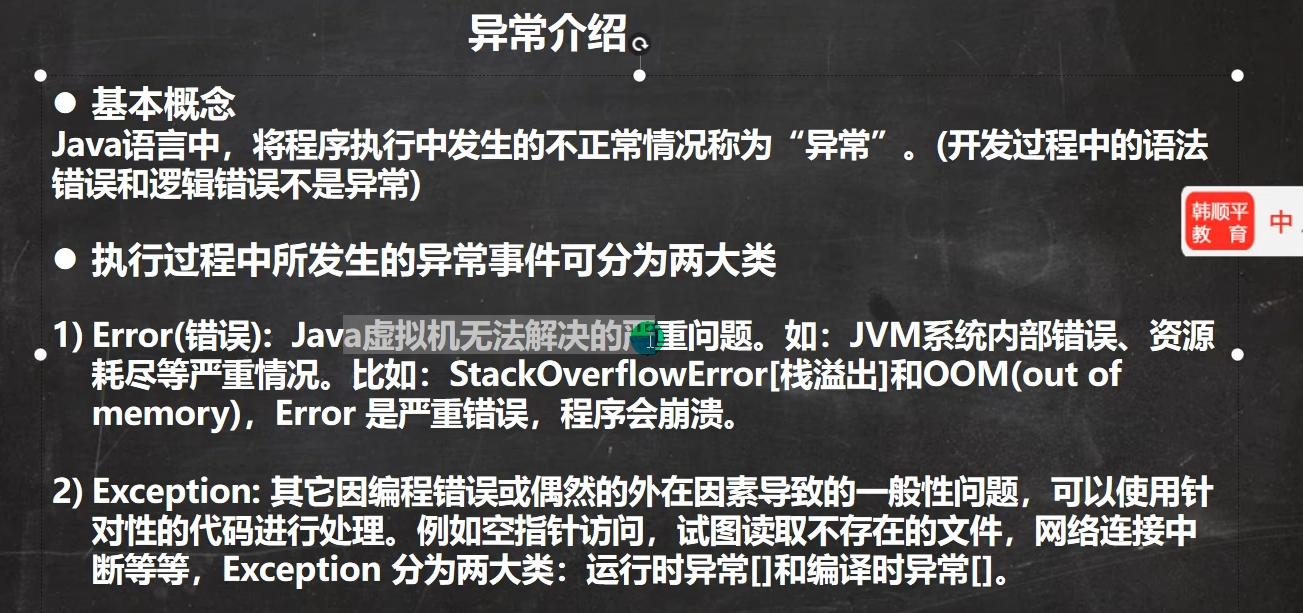 异常介绍
● 基本概念
Java语言中，将程序执行中发生的不正常情况称为“异常”。(开发过程中的语法
错误和逻辑错误不是异常)
韩顺平
教 育
中
● 执行过程中所发生的异常事件可分为两大类
1) Error(错误)：Java虚拟机无法解决的严重问题。如：JVM系统内部错误、资源
耗尽等严重情况。比如：StackOverflowError[栈溢出]和OOM(out of
memory)，Error 是严重错误，程序会崩溃。
2) Exception: 其它因编程错误或偶然的外在因素导致的一般性问题，可以使用针
对性的代码进行处理。例如空指针访问，试图读取不存在的文件，网络连接中
断等等，Exception 分为两大类：运行时异常[]和编译时异常[]。